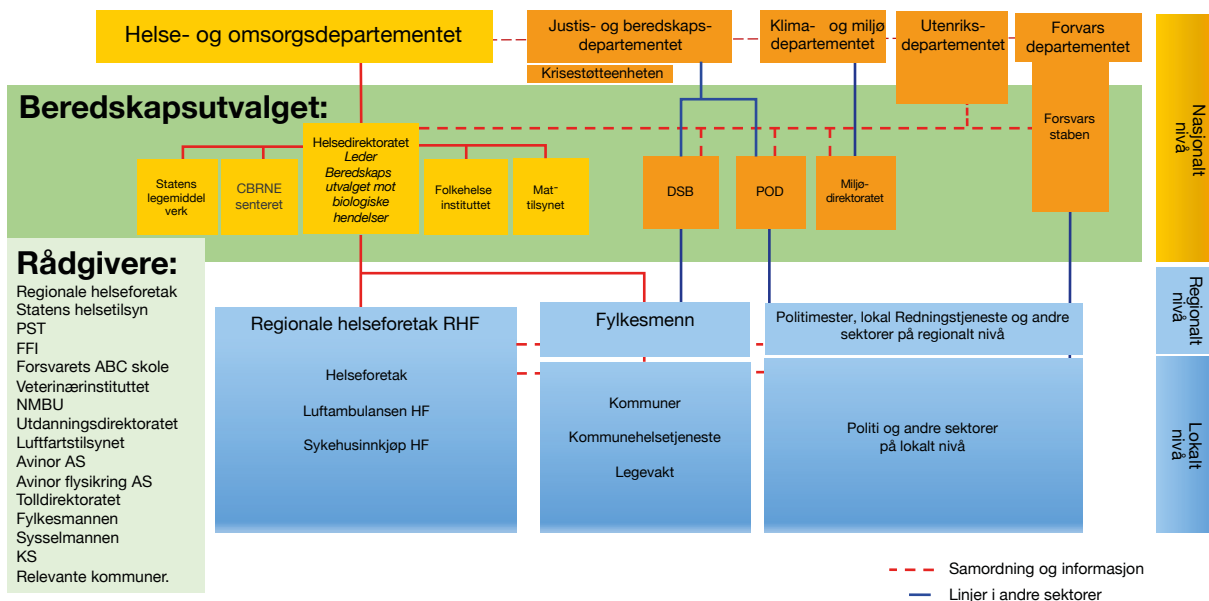 Helse- og omsorgsdepartementet
Justis- og beredskaps-
departementet
Klima- og miljø
departementet
Utenriks-
departementet
Forvars
departementet
Krisestøtteenheten
Beredskapsutvalget:
Helsedirektoratet
Leder
Beredskaps
utvalget mot
biologiske
hendelser
Statens
legemiddel
verk
CBRNE
senteret
Folkehelse
instituttet
Mat-
tilsynet
DSB
POD
Miljø-
direktoratet
Forsvars
staben
Nasjonalt
nivå
Rådgivere:
Regionale helseforetak
Statens helsetilsyn
PST
FFI
Forsvarets ABC skole
Veterinærinstituttet
NMBU
Utdanningsdirektoratet
Luftfartstilsynet
Avinor AS
Avinor flysikring AS
Tolldirektoratet
Fylkesmannen
Sysselmannen
KS
Relevante kommuner.
Regionale helseforetak RHF
Helseforetak
Luftambulansen HF
Sykehusinnkjøp HF
Fylkesmenn
Kommuner
Kommunehelsetjeneste
Legevakt
Politimester, lokal Redningstjeneste og andre
sektorer på regionalt nivå
Politi og andre sektorer
på lokalt nivå
Regionalt
nivå
Lokalt
nivå
Samordning og informasjon
Linjer i andre sektorer